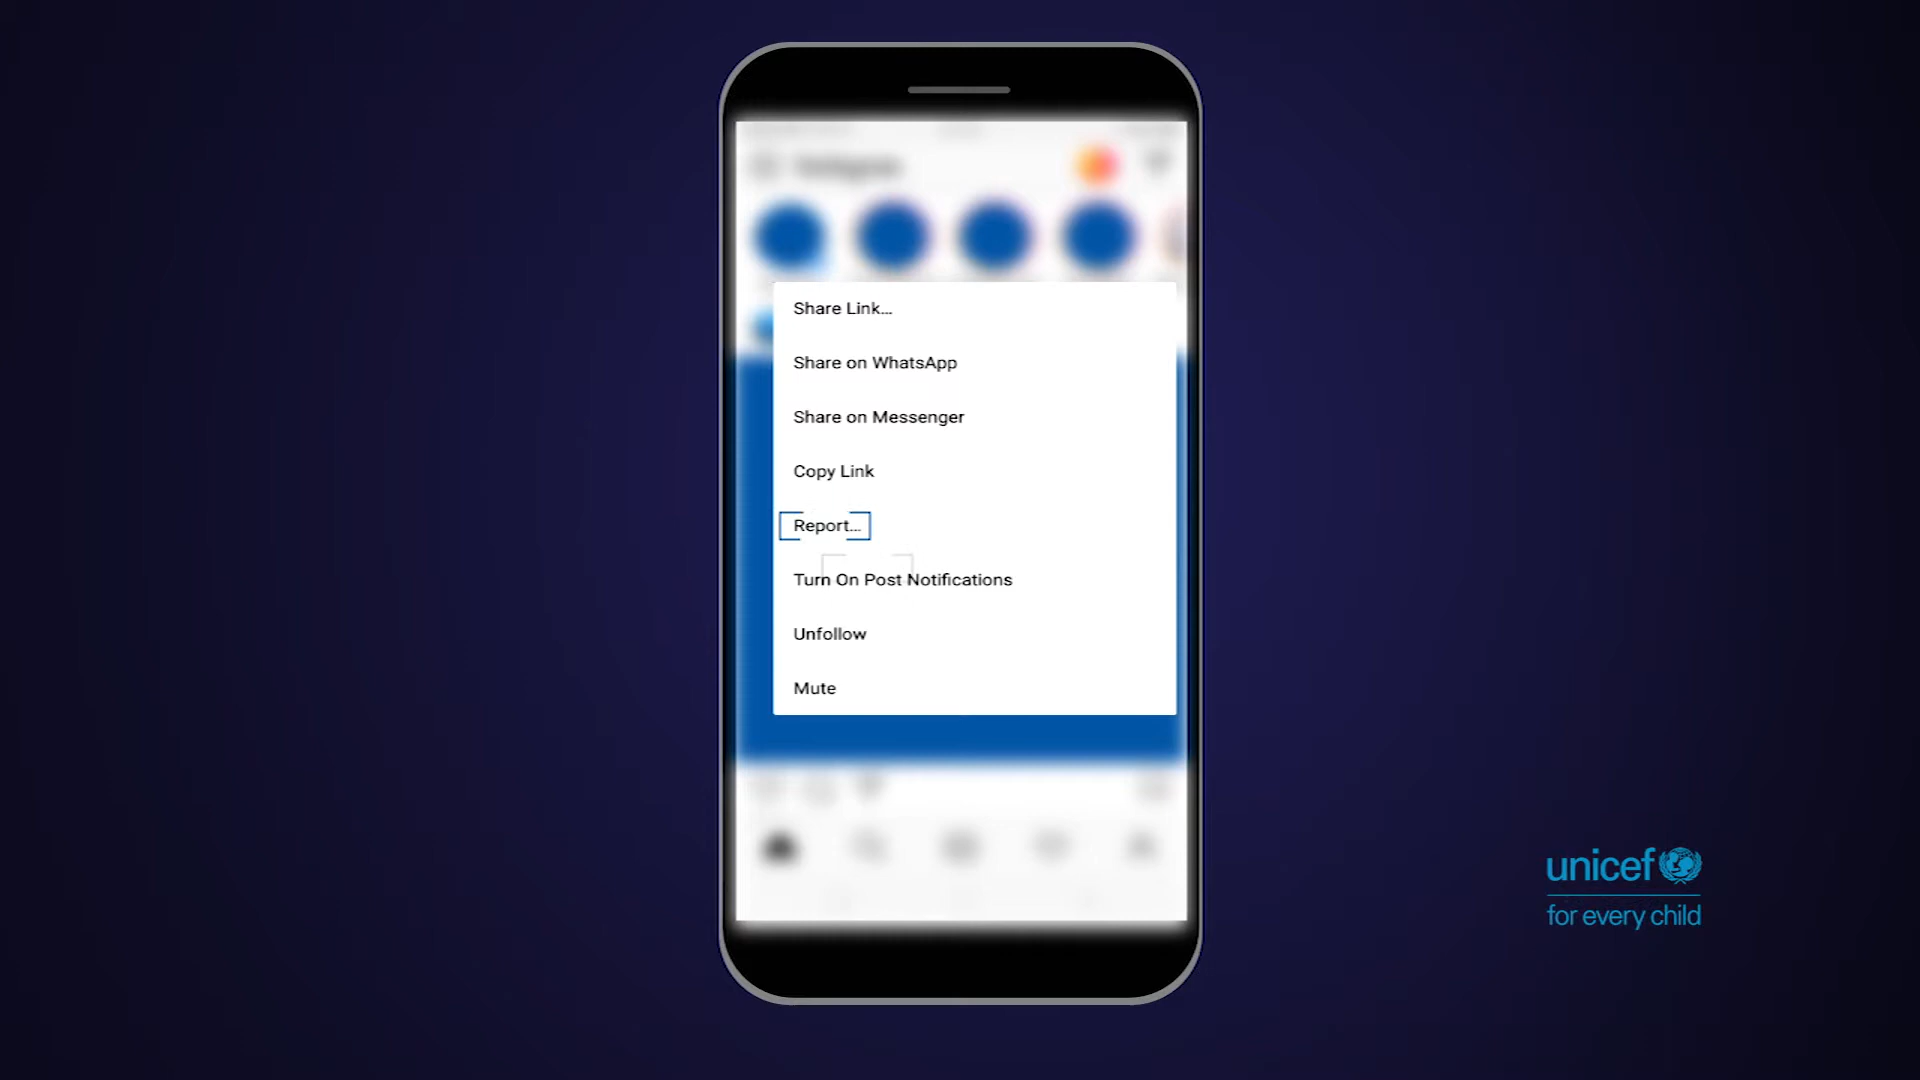 Share Link...
Share on WhatsApp
Share on Messenger
Copy Link
Report...
Turn On Post Notifications
Unfollow
Mute
unicef
for every child